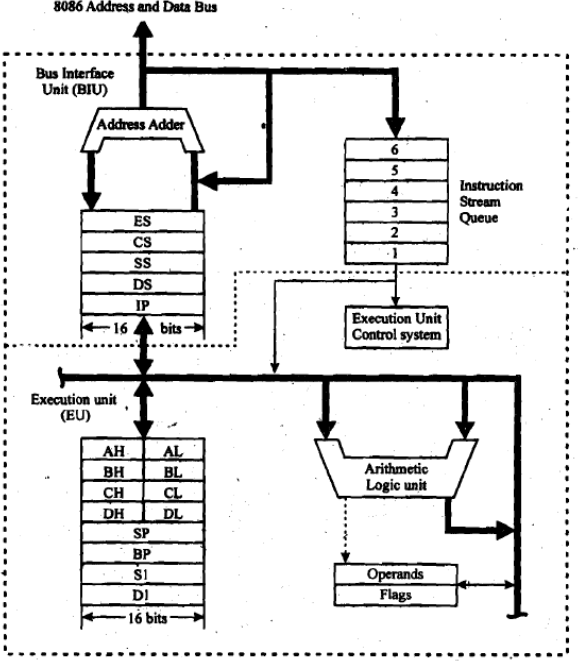 8086 Address and Data Bus
Bus Interface
Unit (BIU)
Address Adder
6
5
4
3
2
1
Instruction
Stream
Queue
ES
CS
SS
DS
IP
16 bits
Execution Unit
Control system
Execution unit
(EU)
AH AL
BH BL
CH CL
DH DL
SP
BP
S1
D1
16 bits
Arithmetic
Logic unit
Operands
Flags